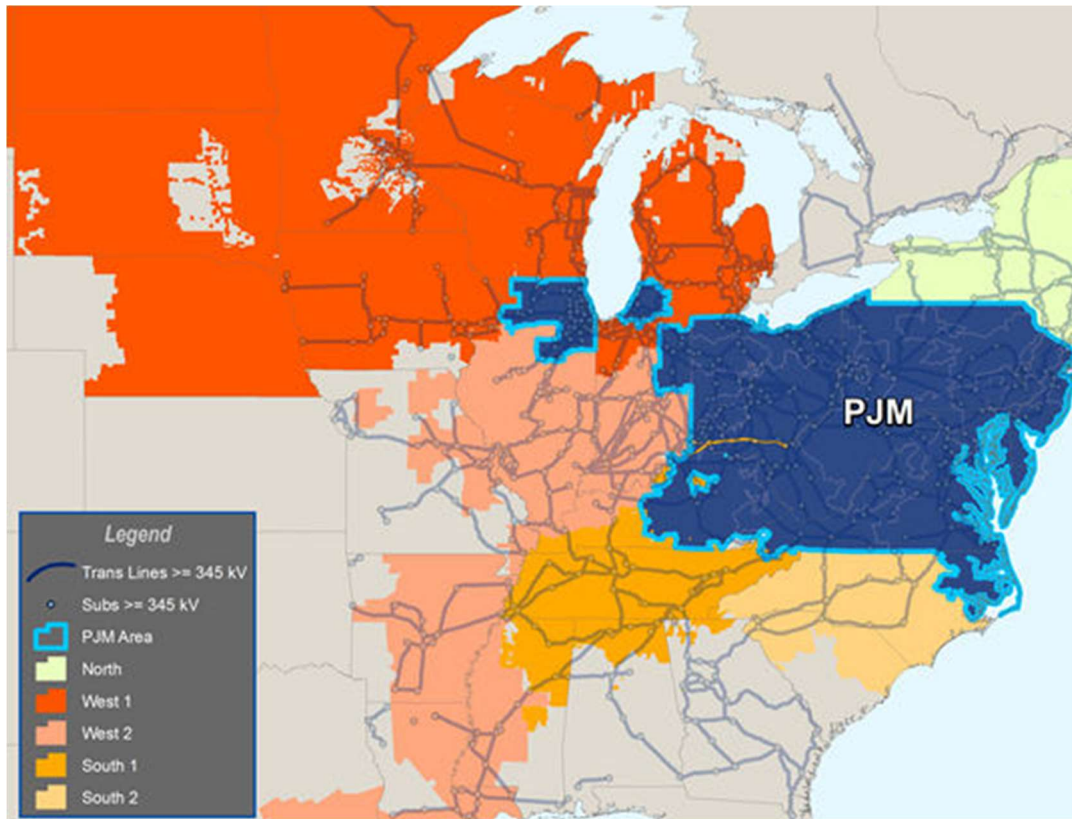 PJM
Legend
Trans Lines >= 345 kV
Subs >= 345 kV
PJM Area
North
West 1
West 2
South 1
South 2